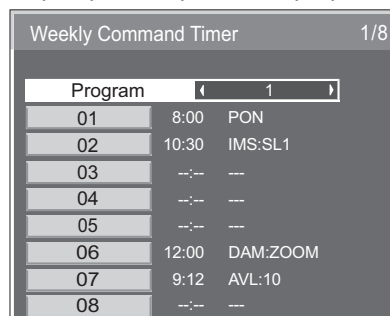 Weekly Command Timer 1/8
Program 1
01 8:00 PON
02 10:30 IMS:SL1
03 --:-- ---
04 --:-- ---
05 --:-- ---
06 12:00 DAM:ZOOM
07 9:12 AVL:10
08 --:-- ---